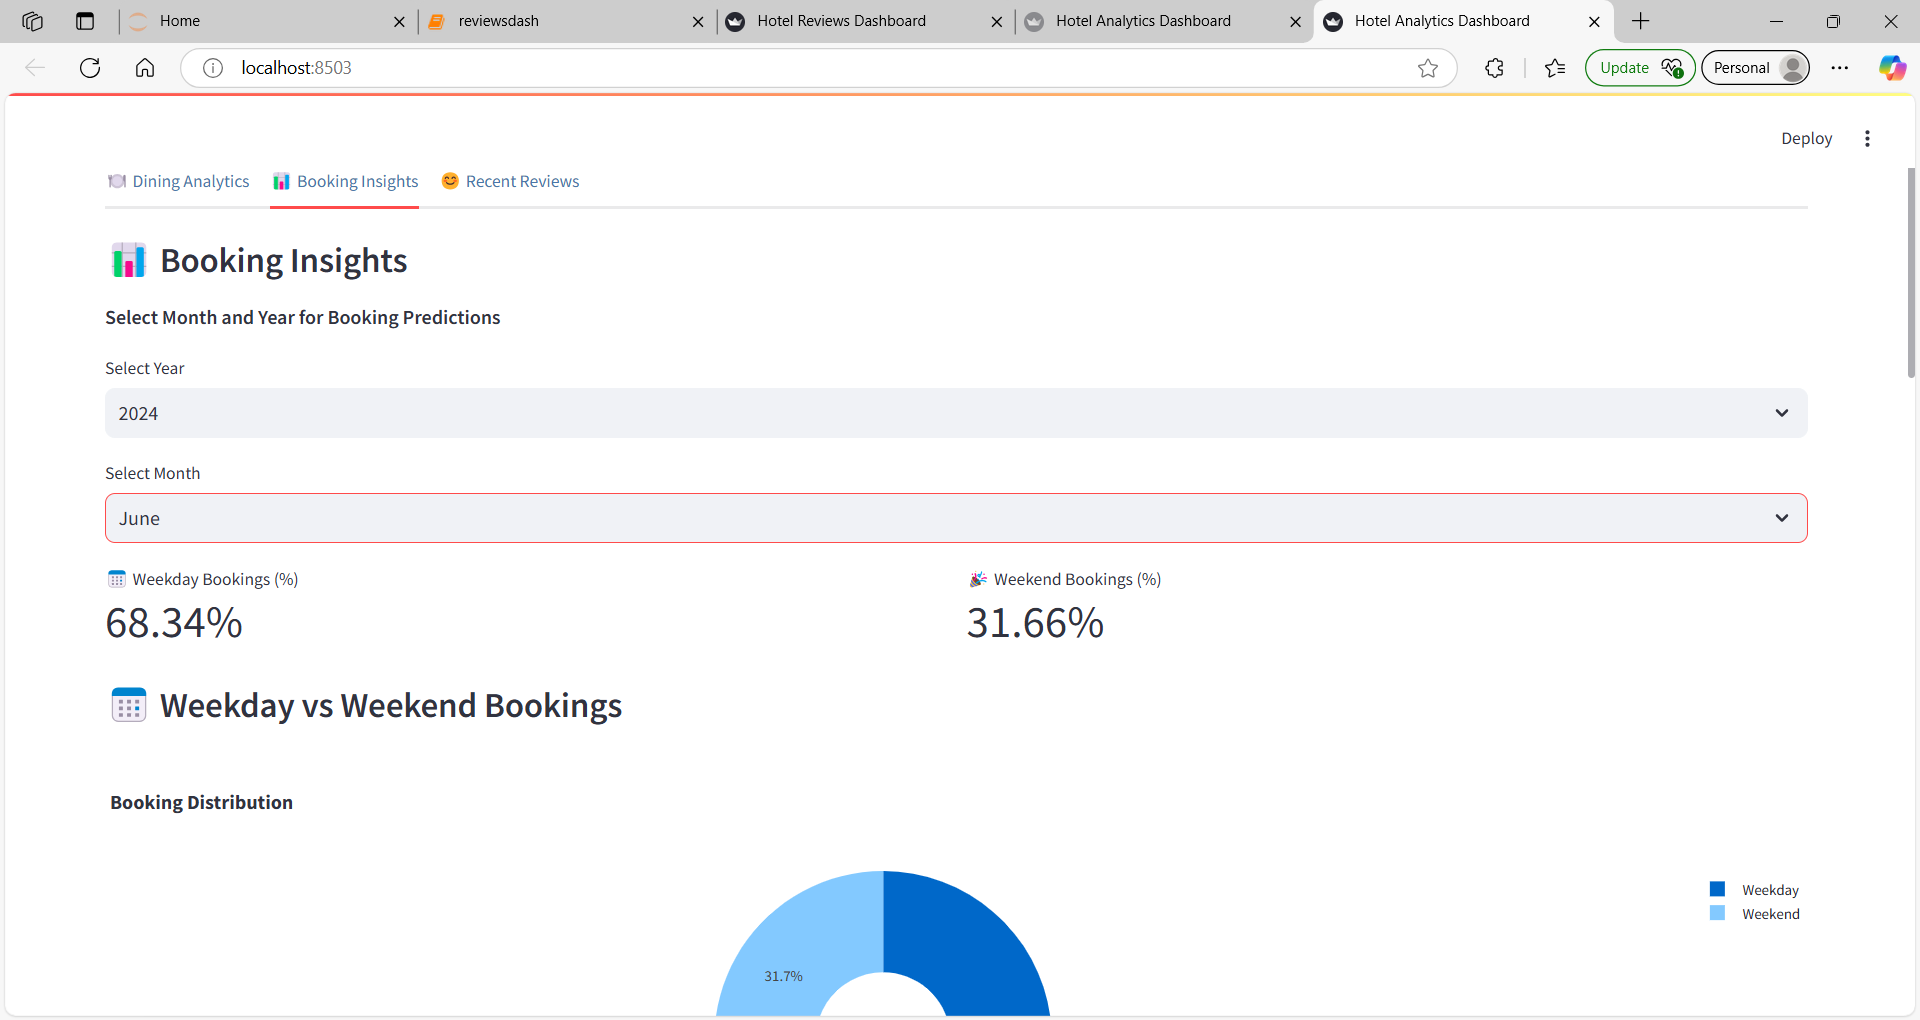 Home
reviewsdash
Hotel Reviews Dashboard
Hotel Analytics Dashboard
Hotel Analytics Dashboard
localhost:8503
Update
Personal
Deploy
Dining Analytics
Booking Insights
Recent Reviews
Booking Insights
Select Month and Year for Booking Predictions
Select Year
2024
Select Month
June
Weekday Bookings (%)
68.34%
Weekend Bookings (%)
31.66%
Weekday vs Weekend Bookings
Booking Distribution
Weekday
Weekend
31.7%